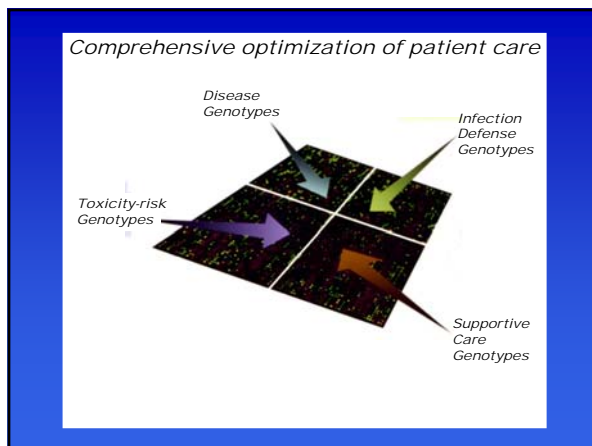 Comprehensive optimization of patient care
Disease
Genotypes
Infection
Defense
Genotypes
Toxicity-risk
Genotypes
Supportive
Care
Genotypes